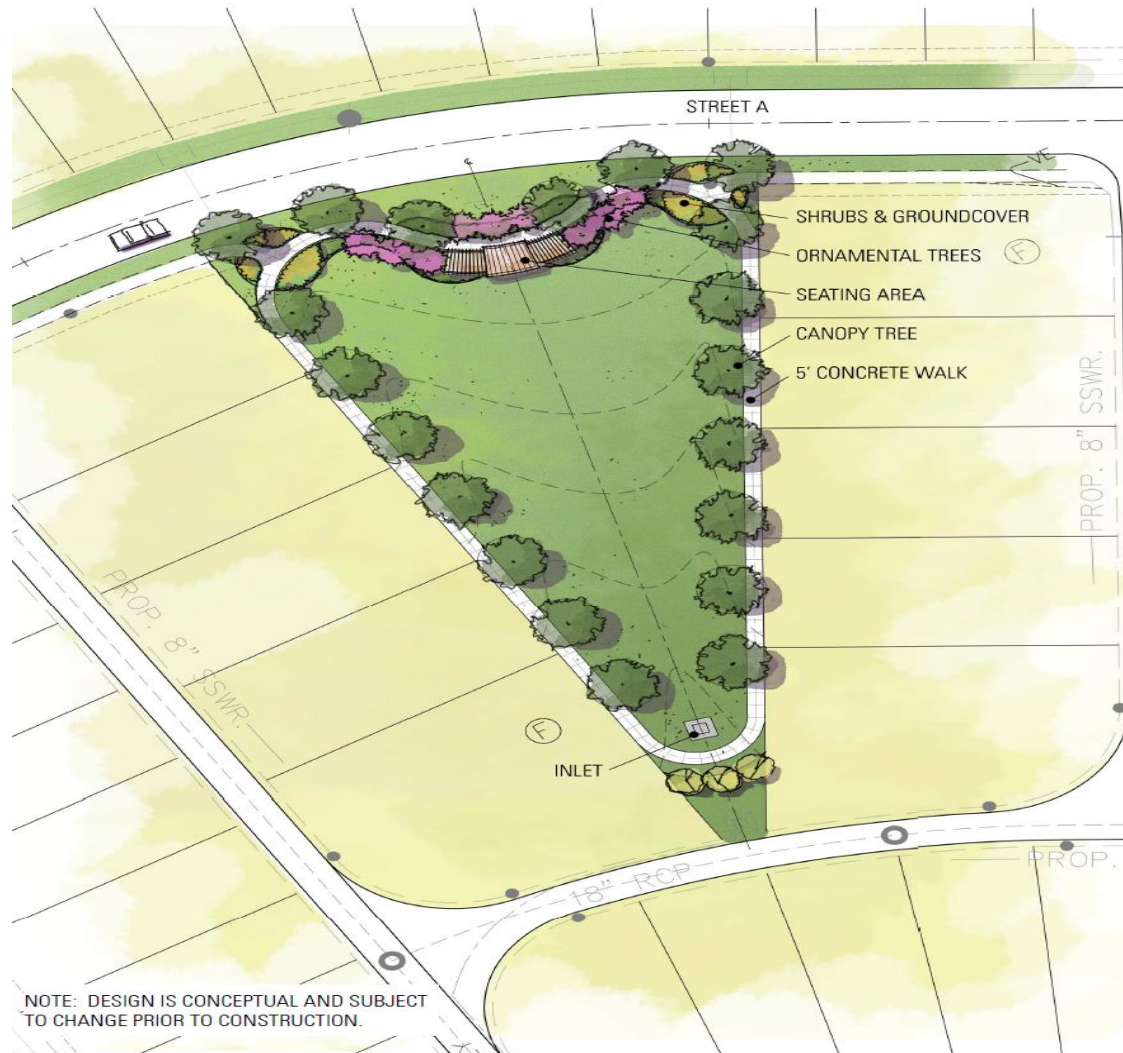 STREET A
VE
SHRUBS & GROUNDCOVER
F
ORNAMENTAL TREES
SEATING AREA
CANOPY TREE
5' CONCRETE WALK
PROP. 8" SSWR.
PROP. 8" SSWR.
F
INLET
PROP.
18" RCP
NOTE: DESIGN IS CONCEPTUAL AND SUBJECT
TO CHANGE PRIOR TO CONSTRUCTION.